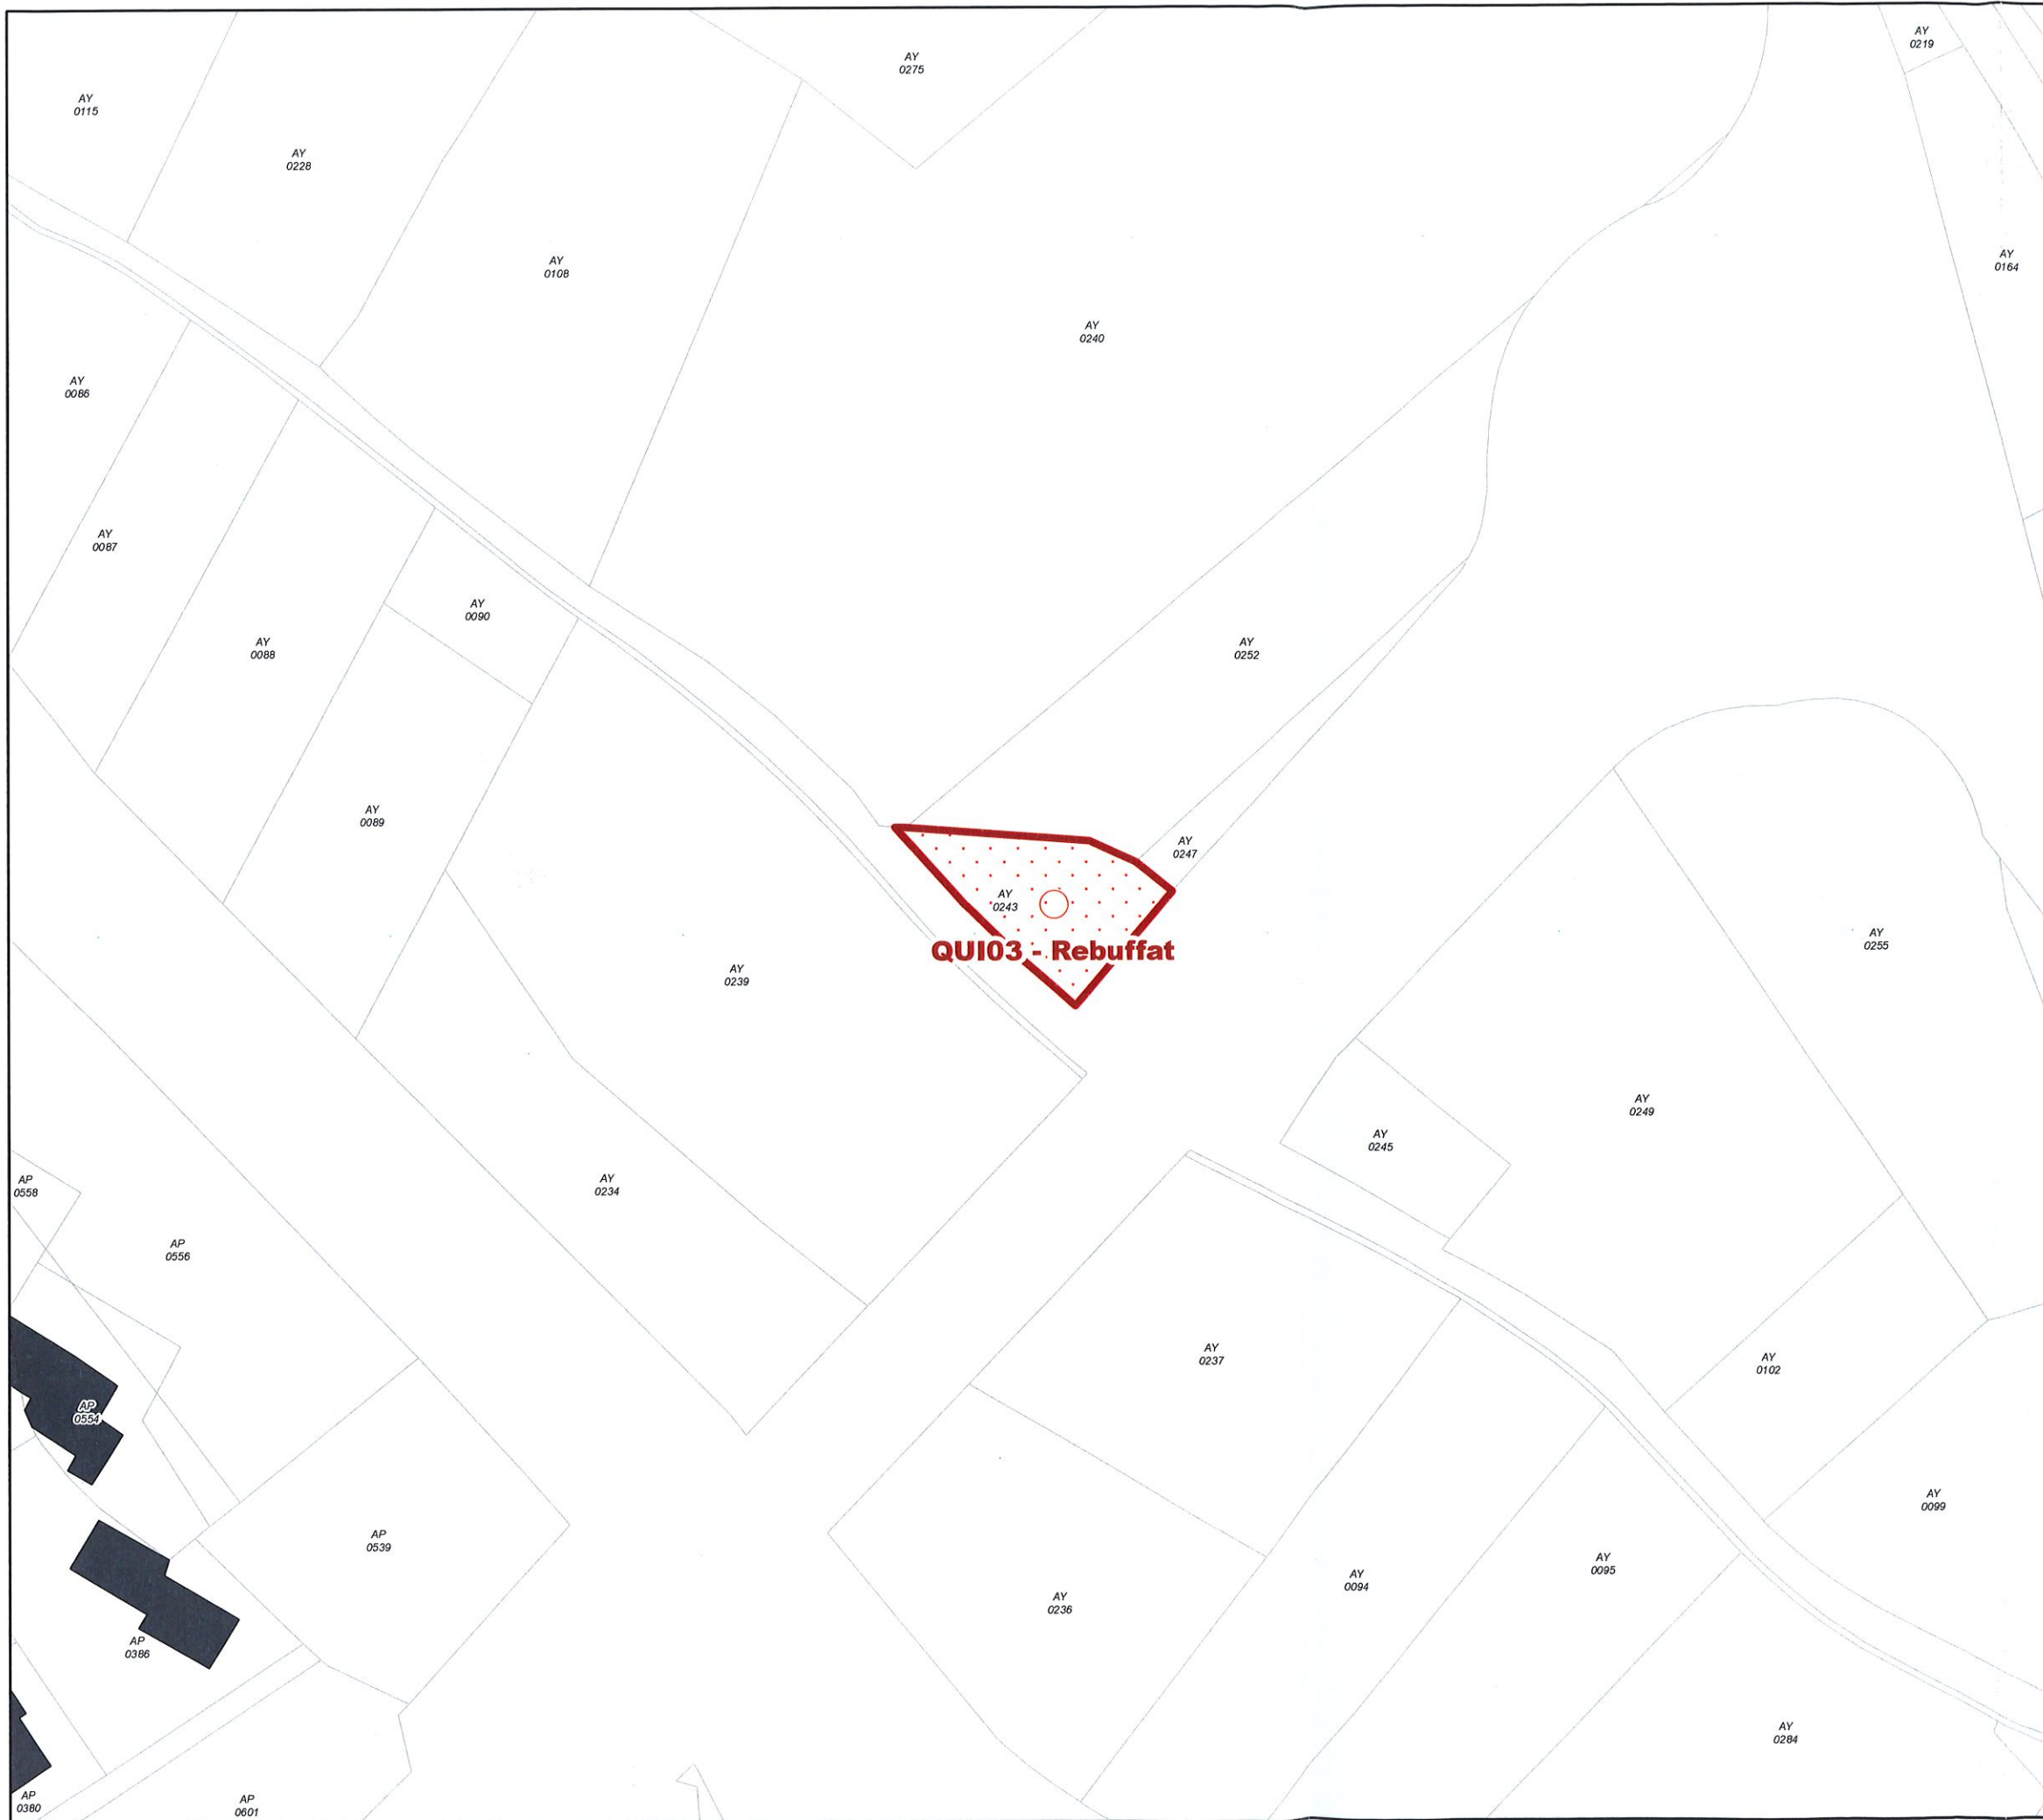 AY
0219
AY
0275
AY
0115
AY
0228
AY
0164
AY
0108
AY
0240
AY
0086
AY
0087
AY
0090
AY
0088
AY
0252
AY
0089
AY
0247
AY
0243
QUI03 - Rebuffat
AY
0255
AY
0239
AY
0249
AY
0245
AP
0558
AY
0234
AP
0556
AY
0237
AY
0102
AP
0554
AY
0099
AP
0539
AY
0095
AY
0094
AY
0236
AP
0386
AY
0284
AP
0380
AP
0601